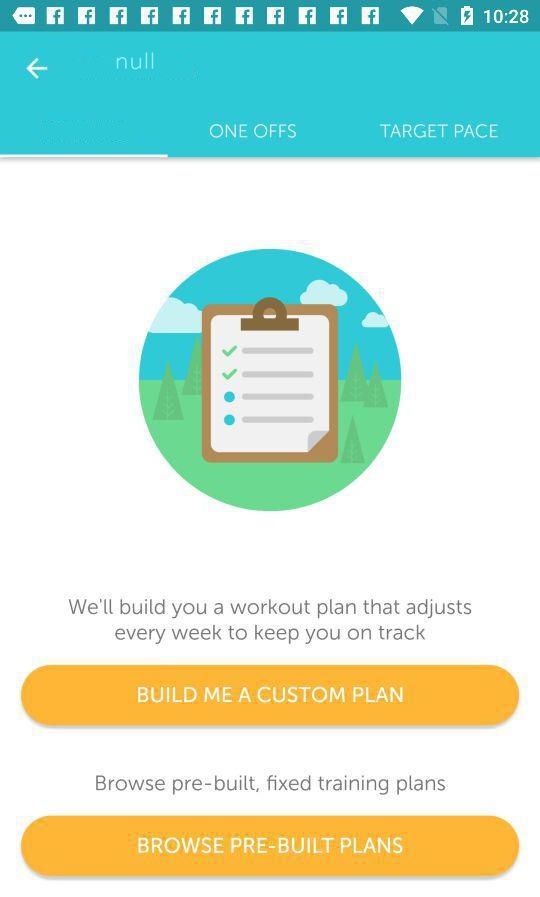 10:28
null
ONE OFFS
TARGET PACE
We'll build you a workout plan that adjusts
every week to keep you on track
BUILD ME A CUSTOM PLAN
Browse pre-built, fixed training plans
BROWSE PRE-BUILT PLANS